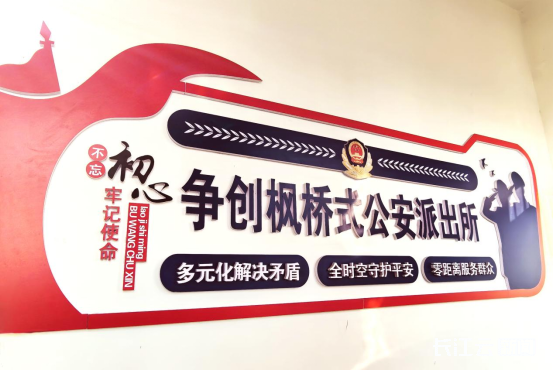 不忘
初心
牢记使命
lao ji shi ming
BU WANG CHU XIN
争创枫桥式公安派出所
多元化解决矛盾
全时空守护平安
零距离服务群众